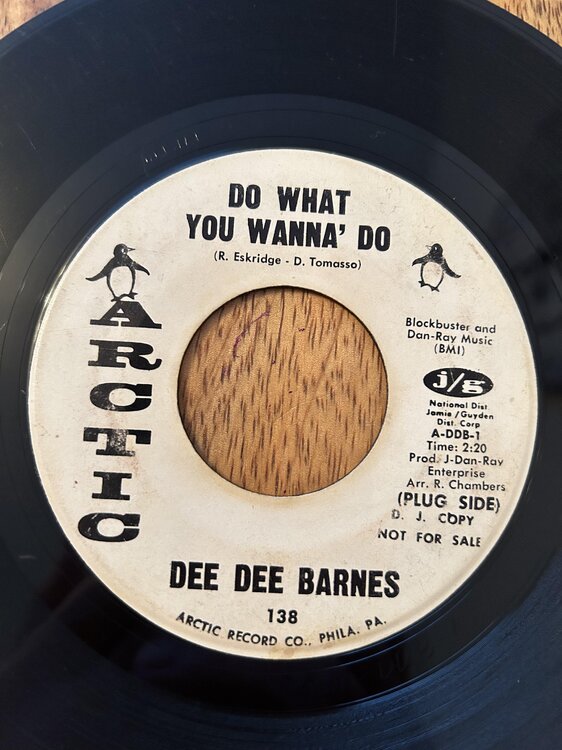 DO WHAT
YOU WANNA' DO
(R. Eskridge - D. Tomasso)
ARCTIC
Blockbuster and
Dan-Ray Music
(BMI)
j/g
National Dist.
Jamie/Guyden
Dist. Corp
A-DDB-1
Time: 2:20
Prod. J-Dan-Ray
Enterprise
Arr. R. Chambers
(PLUG SIDE)
D. J. COPY
NOT FOR SALE
DEE DEE BARNES
138
ARCTIC RECORD CO., PHILA. PA.